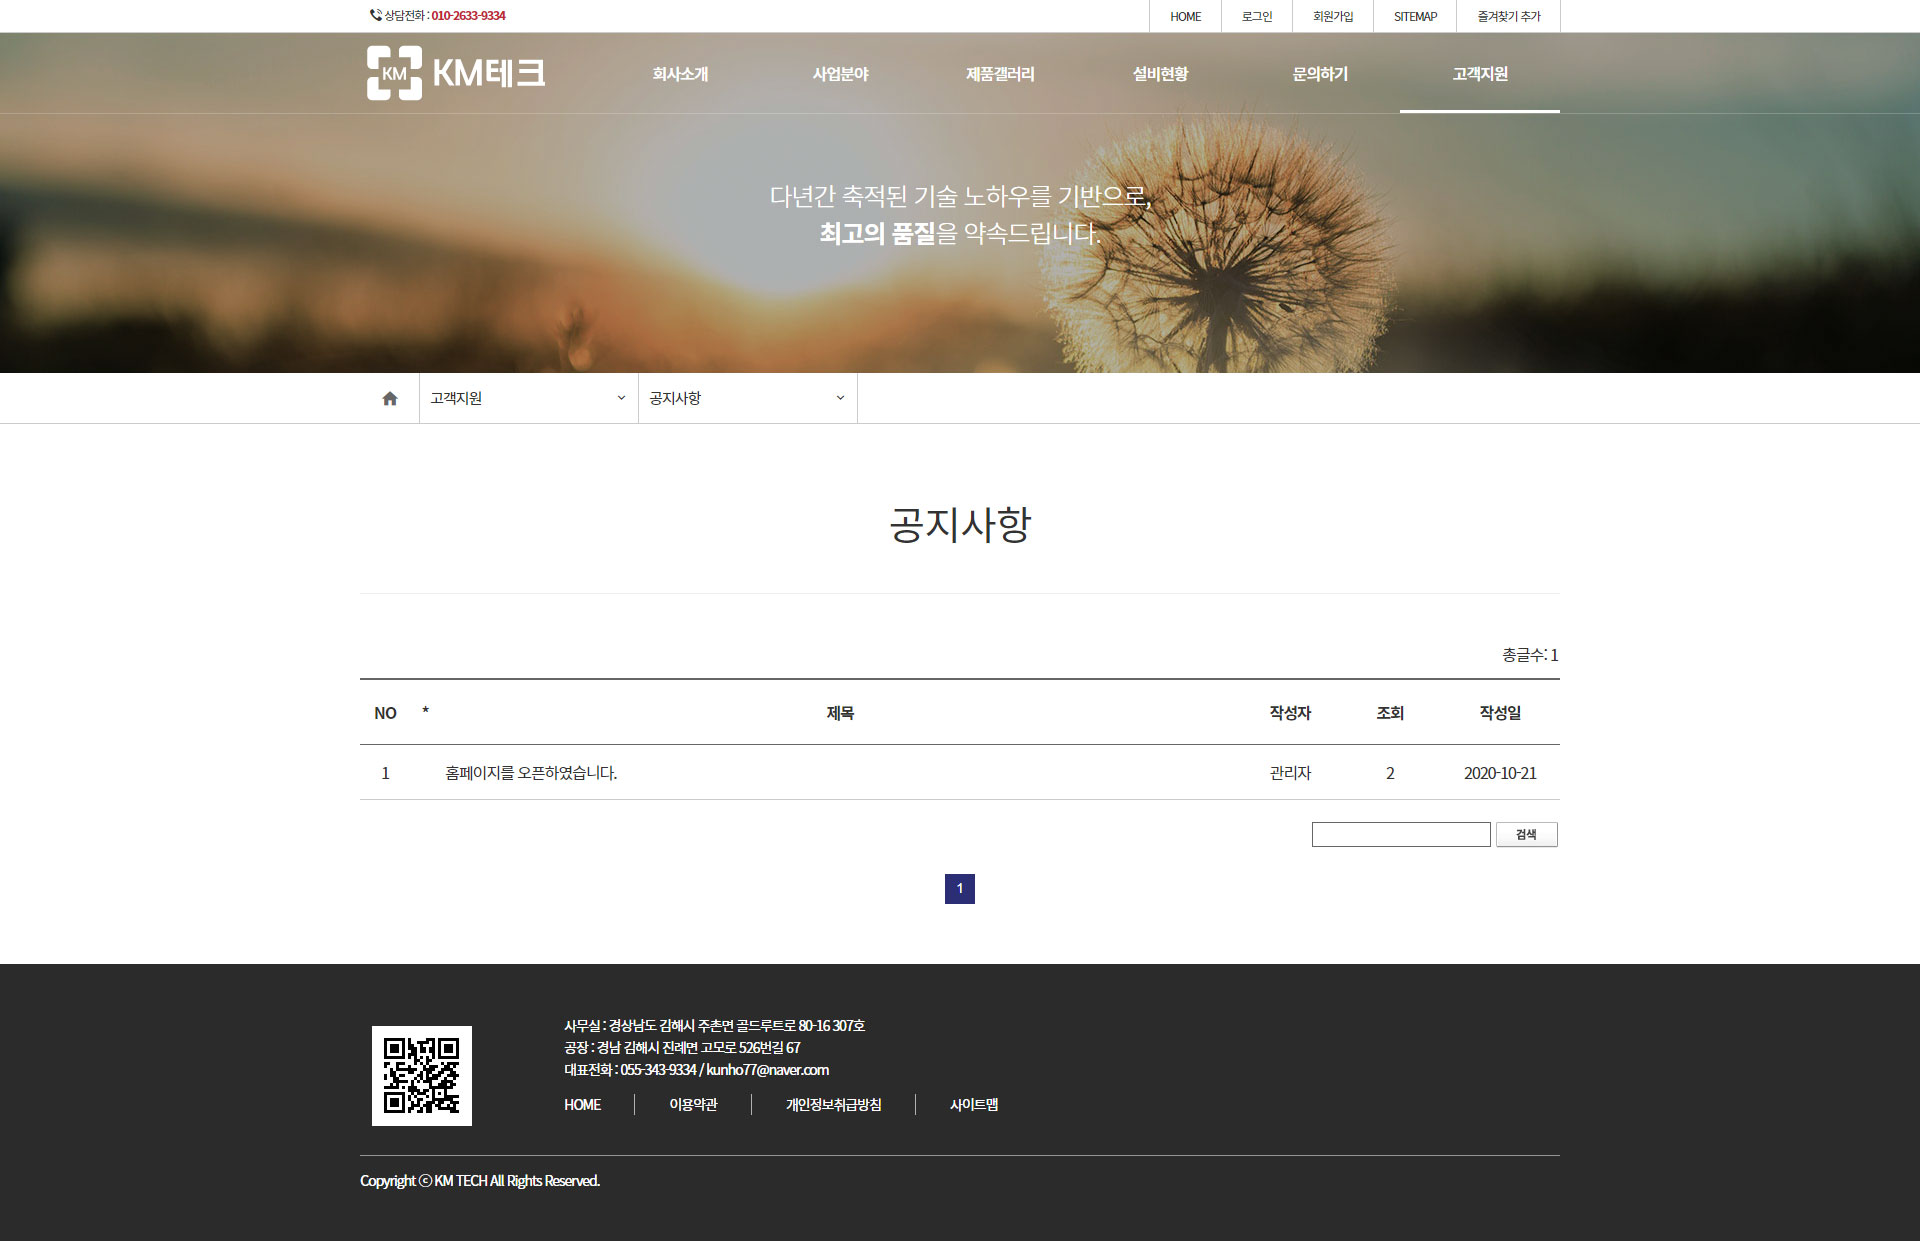 상담전화 : 010-2633-9334
HOME 로그인 회원가입 SITEMAP 즐겨찾기 추가
KM KM테크 회사소개 사업분야 제품갤러리 설비현황 문의하기 고객지원
다년간 축적된 기술 노하우를 기반으로,
최고의 품질을 약속드립니다.
고객지원 공지사항
공지사항
총글수: 1
NO * 제목 작성자 조회 작성일
1 홈페이지를 오픈하였습니다. 관리자 2 2020-10-21
검색
1
사무실 : 경상남도 김해시 주촌면 골드루트로 80-16 307호
공장 : 경남 김해시 진례면 고모로 526번길 67
대표전화 : 055-343-9334 / kunho77@naver.com
HOME 이용약관 개인정보취급방침 사이트맵
Copyright ⓒ KM TECH All Rights Reserved.